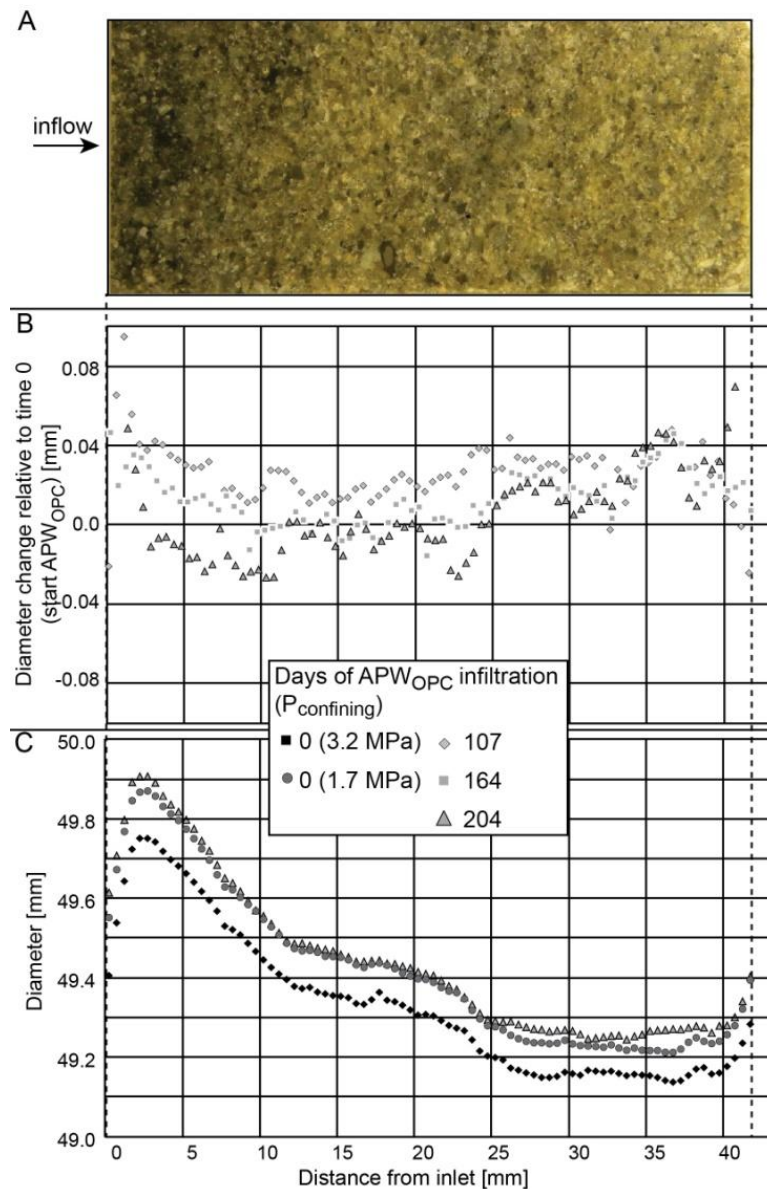 A
inflow
B
Diameter change relative to time 0
(start APWOPC) [mm]
0.08
0.04
0.0
-0.04
-0.08
Days of APWOPC infiltration
(Pconfining)
0 (3.2 MPa)
0 (1.7 MPa)
107
164
204
C
Diameter [mm]
50.0
49.8
49.6
49.4
49.2
49.0
0 5 10 15 20 25 30 35 40
Distance from inlet [mm]